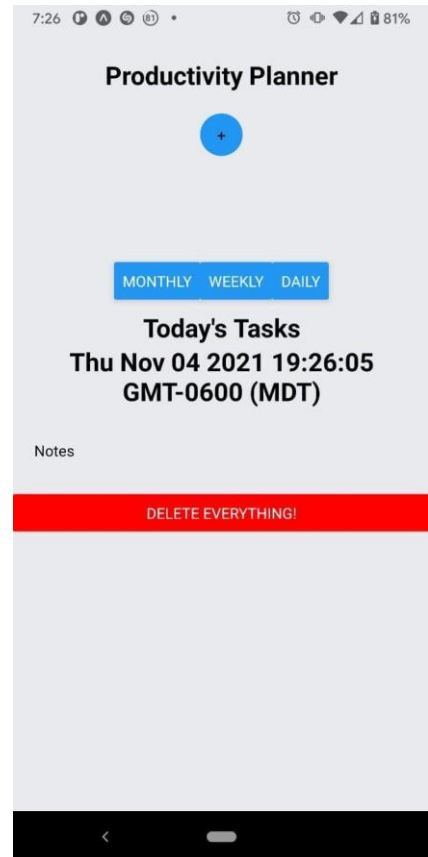 7:26 81 81%
Productivity Planner
+
MONTHLY WEEKLY DAILY
Today's Tasks
Thu Nov 04 2021 19:26:05
GMT-0600 (MDT)
Notes
DELETE EVERYTHING!